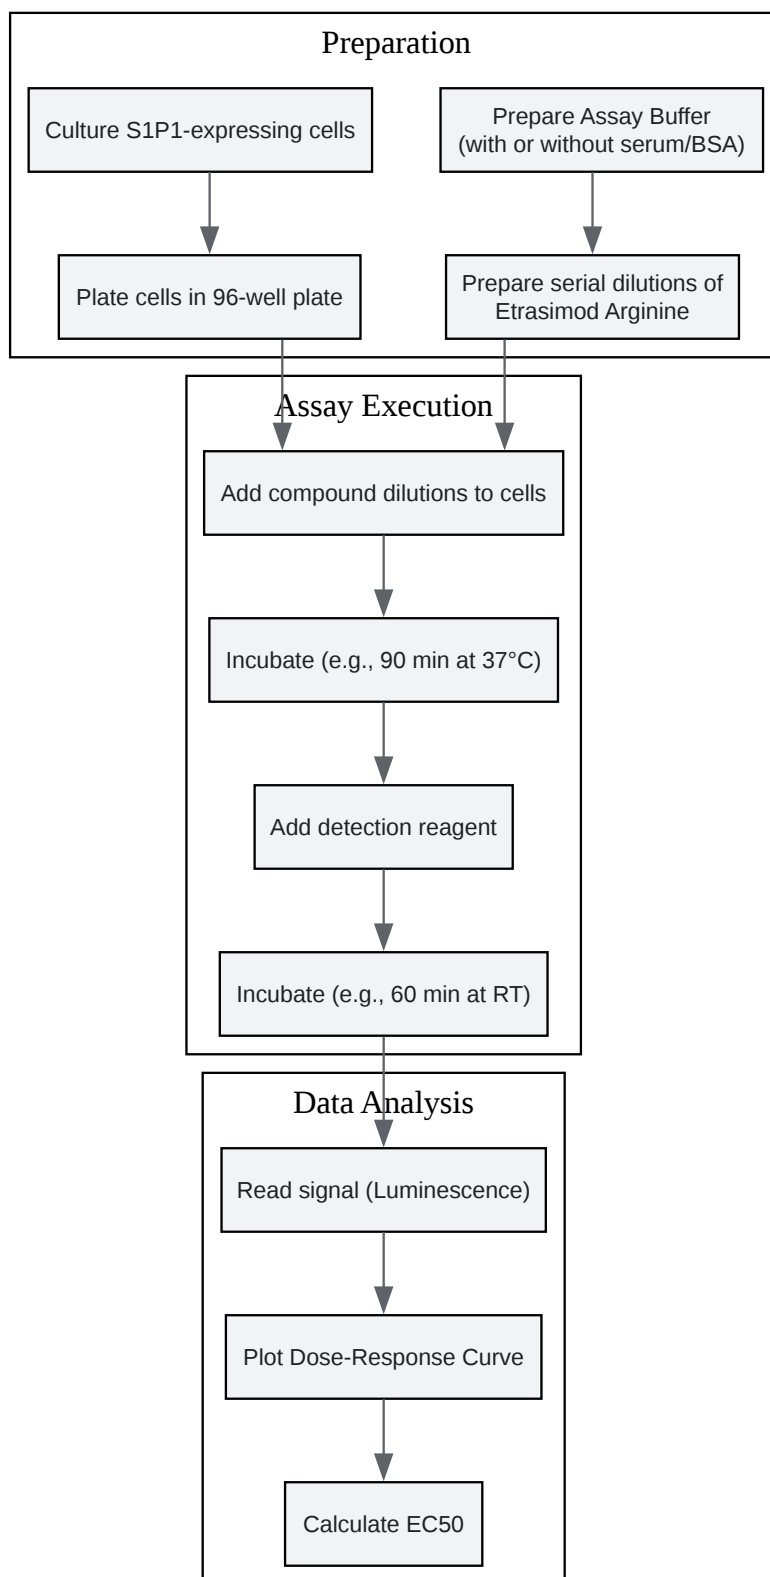 Preparation
Culture S1P1-expressing cells
Prepare Assay Buffer
(with or without serum/BSA)
Plate cells in 96-well plate
Prepare serial dilutions of
Etrasimod Arginine
Assay Execution
Add compound dilutions to cells
Incubate (e.g., 90 min at 37°C)
Add detection reagent
Incubate (e.g., 60 min at RT)
Data Analysis
Read signal (Luminescence)
Plot Dose-Response Curve
Calculate EC50